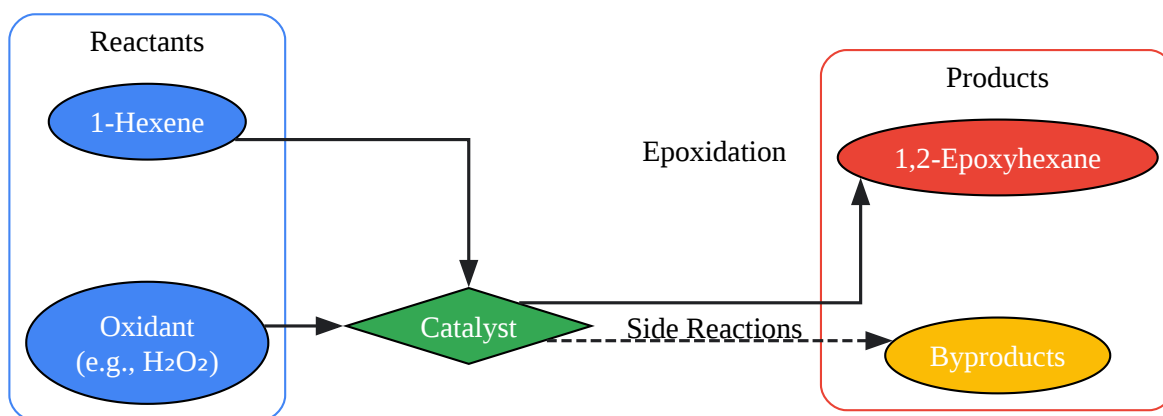 Reactants
1-Hexene
Oxidant
(e.g., H₂O₂)
Catalyst
Epoxidation
Side Reactions
Products
1,2-Epoxyhexane
Byproducts